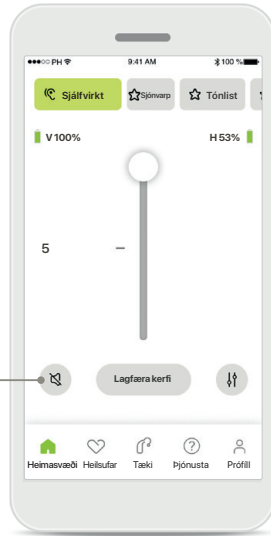 PH 9:41 AM 100 %
Sjálfvirkt Sjónvarp Tónlist
V 100% H 53%
5 –
Lagfæra kerfi
Heimasvæði Heilsufar Tæki Þjónusta Prófíll